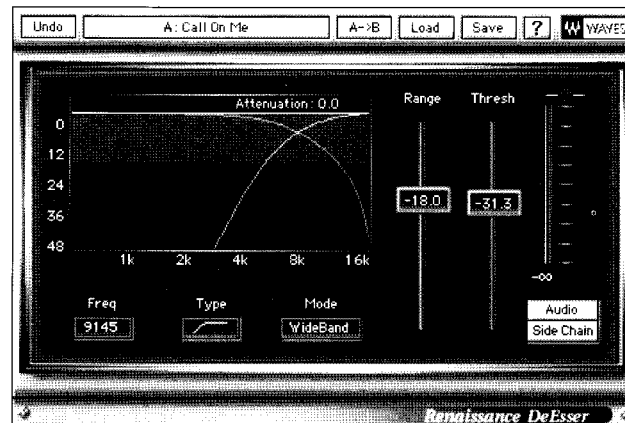 Undo A: Call On Me A->B Load Save ? WAVES
Attenuation: 0.0 Range Thresh
0
12
24
36
48
-18.0 -31.3
1k 2k 4k 8k 16k
-∞
Freq Type Mode
9145 WideBand
Audio
Side Chain
Renaissance DeEsser